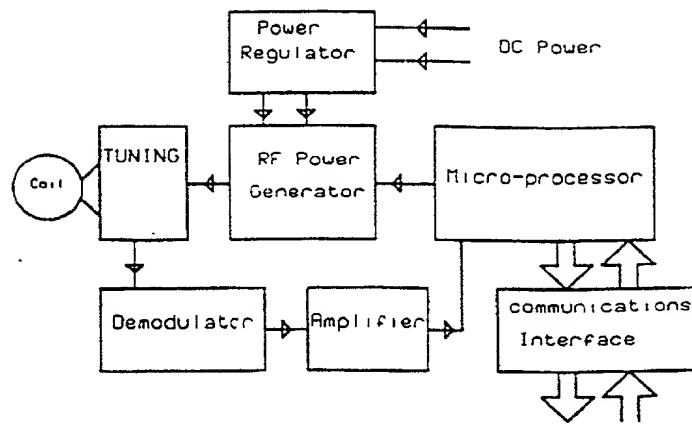 Power
Regulator
DC Power
TUNING
Coil
RF Power
Generator
Micro-processor
Demodulator
Amplifier
communications
Interface